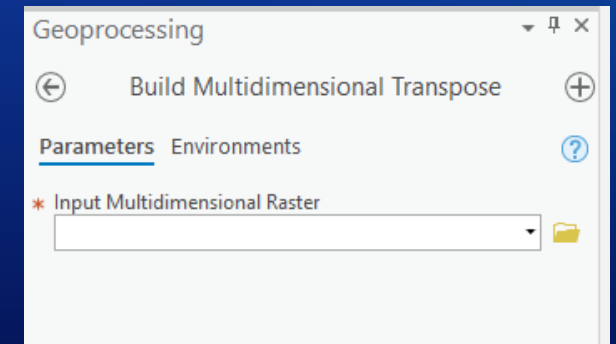 Geoprocessing
Build Multidimensional Transpose
Parameters Environments
?
* Input Multidimensional Raster